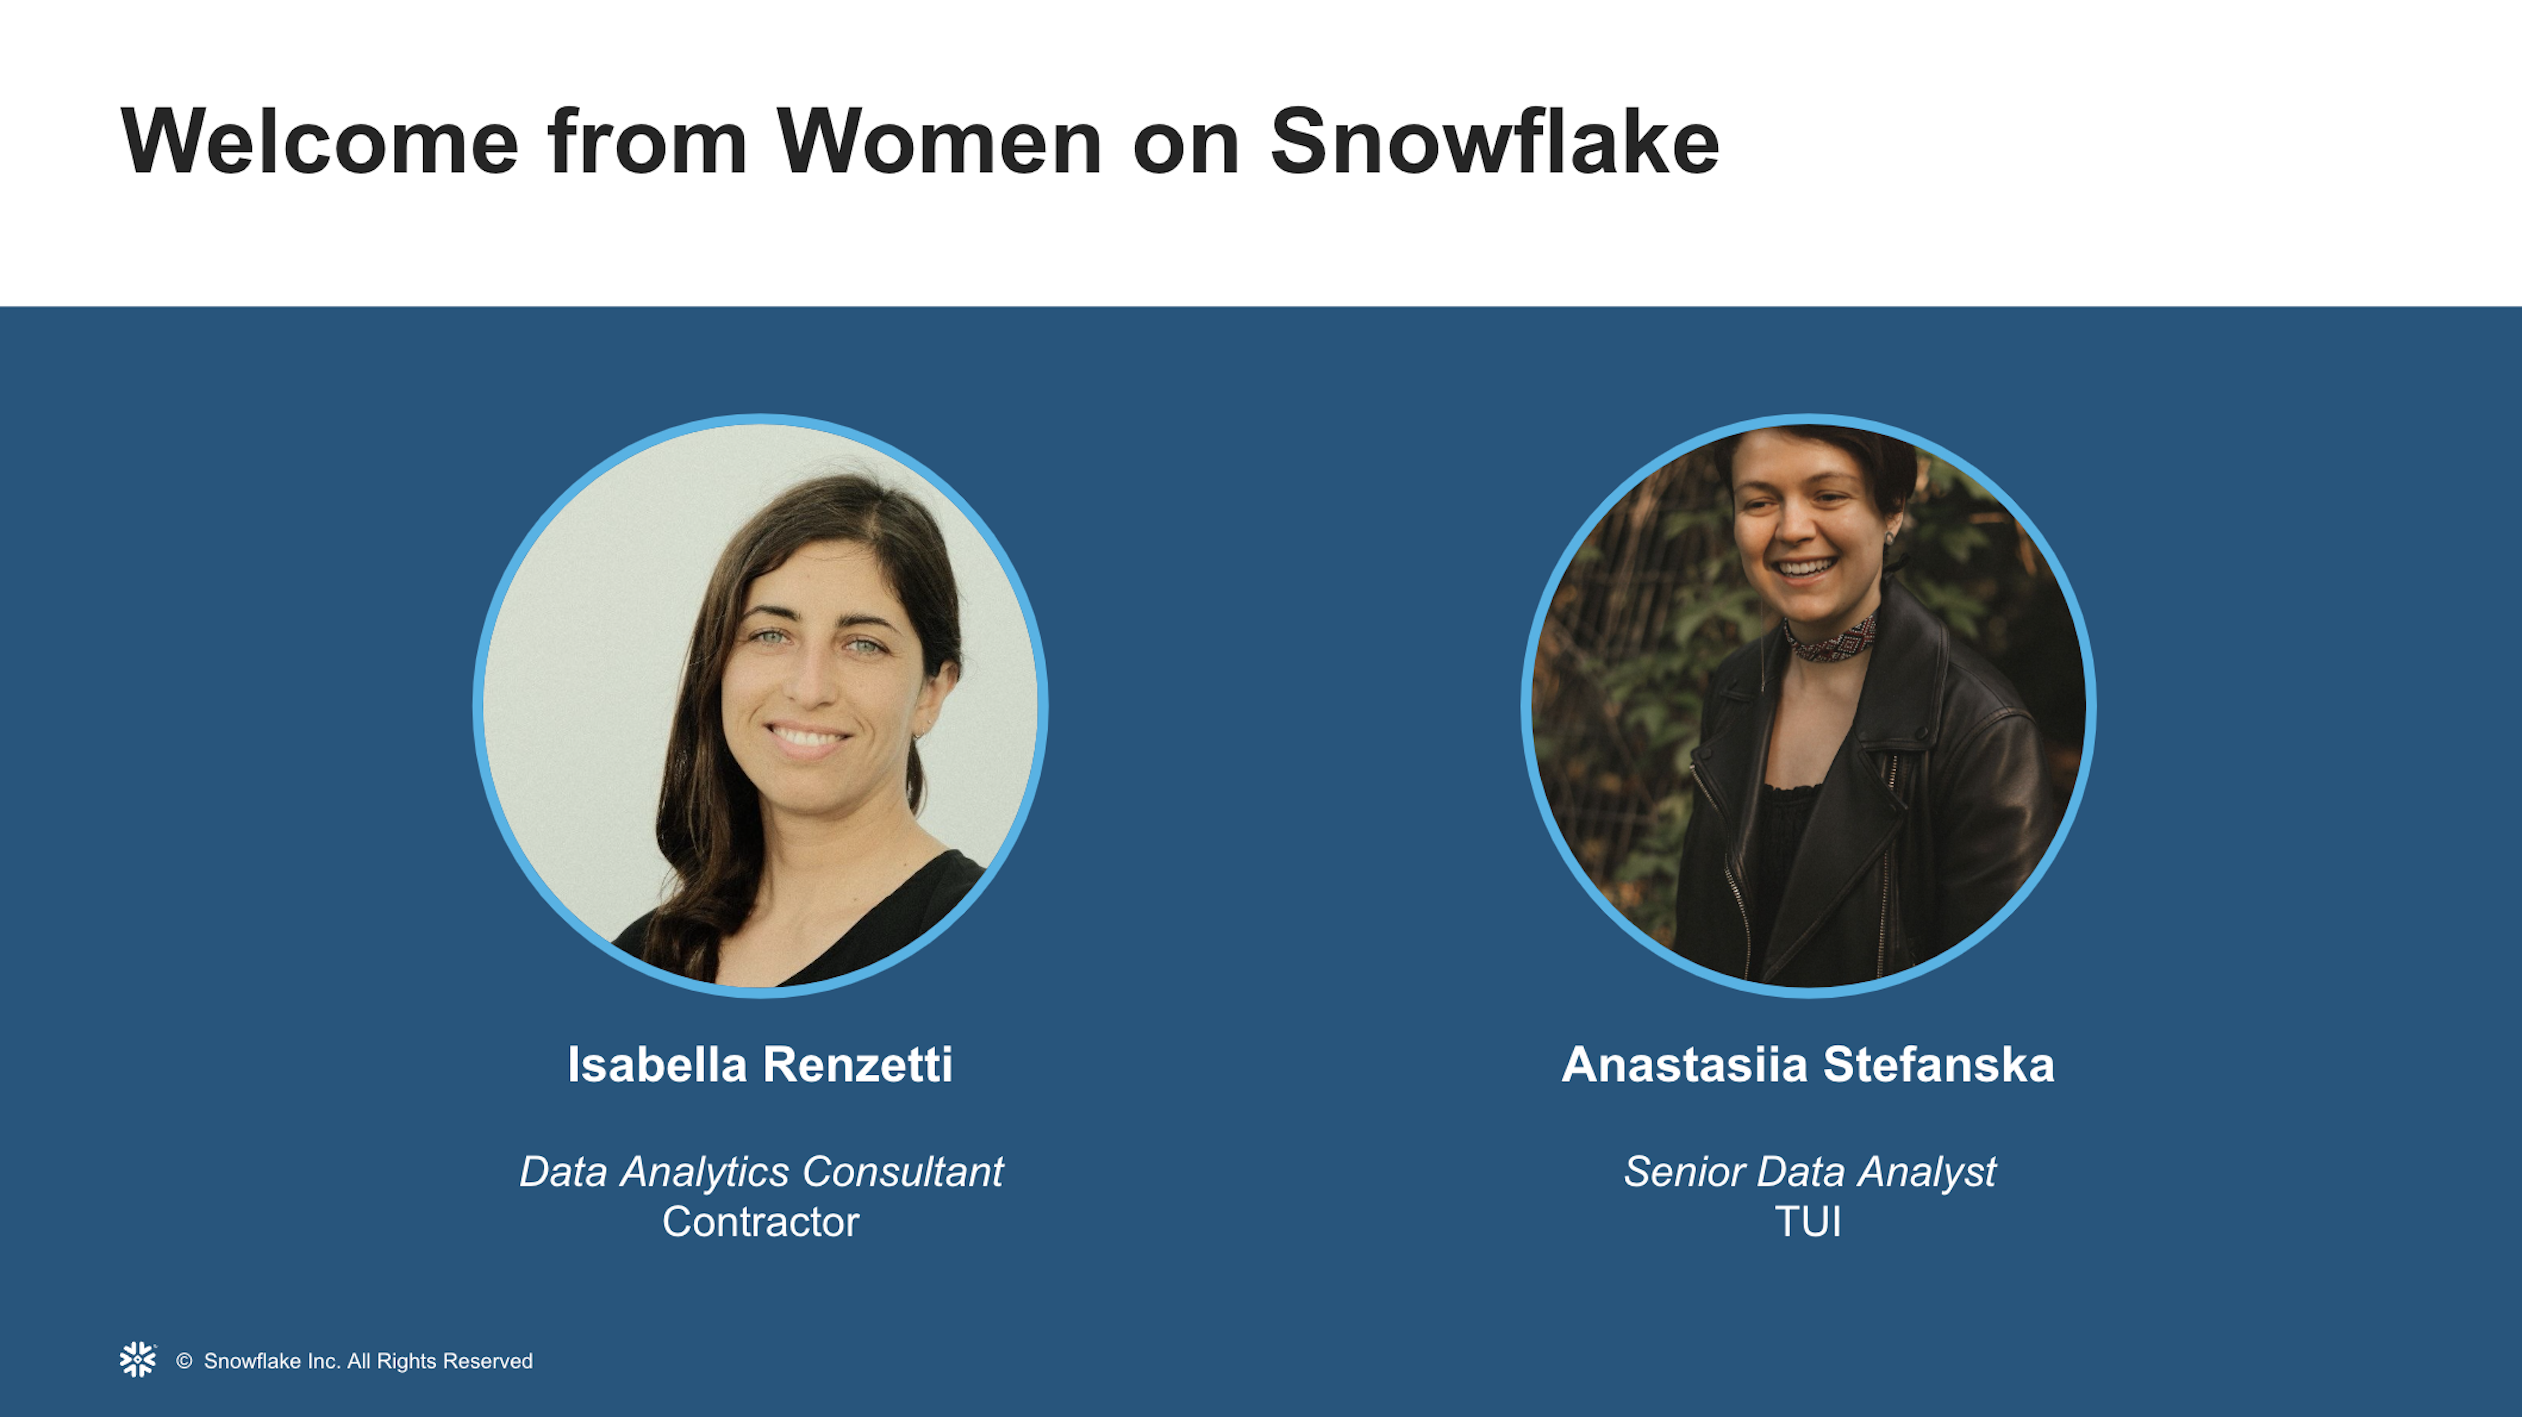 Welcome from Women on Snowflake
Isabella Renzetti
Data Analytics Consultant
Contractor
Anastasiia Stefanska
Senior Data Analyst
TUI
© Snowflake Inc. All Rights Reserved